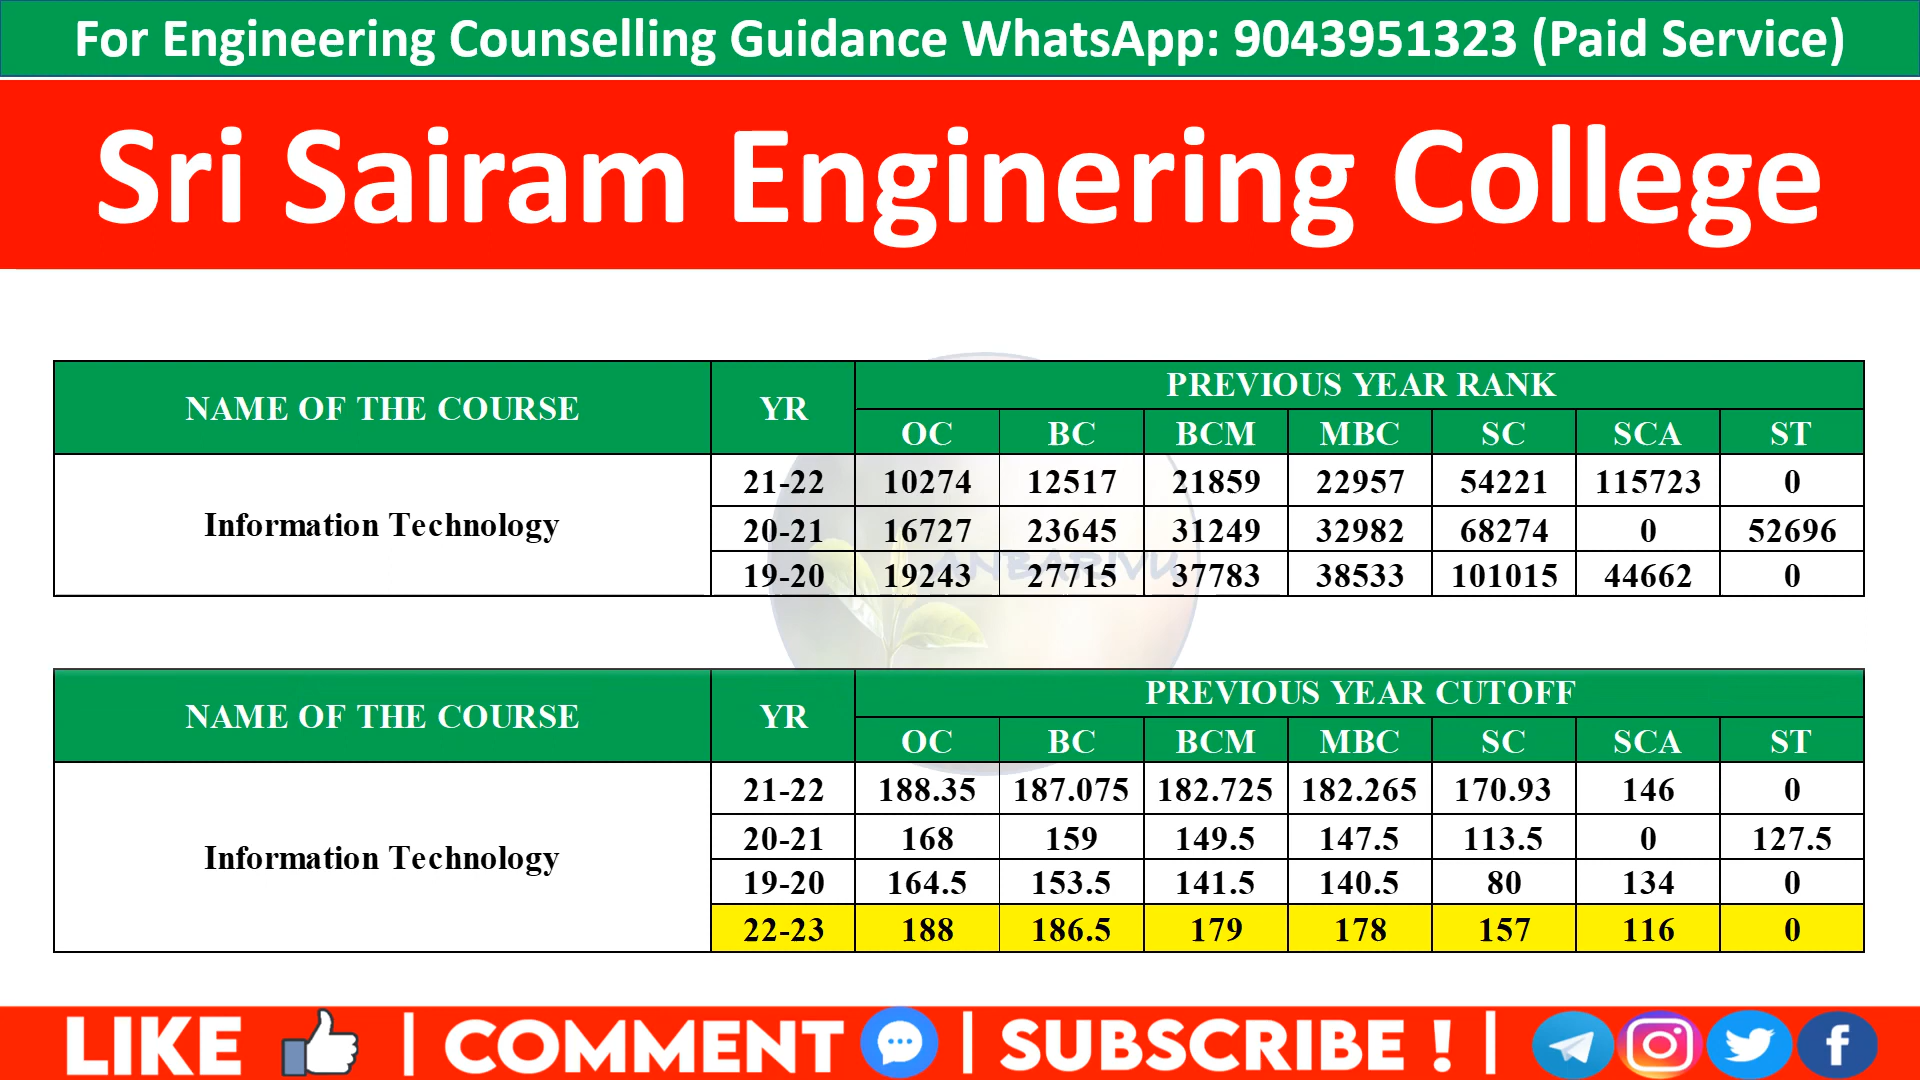 For Engineering Counselling Guidance WhatsApp: 9043951323 (Paid Service)
Sri Sairam Enginering College
NAME OF THE COURSE YR PREVIOUS YEAR RANK
OC BC BCM MBC SC SCA ST
Information Technology
21-22 10274 12517 21859 22957 54221 115723 0
20-21 16727 23645 31249 32982 68274 0 52696
19-20 19243 27715 37783 38533 101015 44662 0
ANBARIVU
NAME OF THE COURSE YR PREVIOUS YEAR CUTOFF
OC BC BCM MBC SC SCA ST
Information Technology
21-22 188.35 187.075 182.725 182.265 170.93 146 0
20-21 168 159 149.5 147.5 113.5 0 127.5
19-20 164.5 153.5 141.5 140.5 80 134 0
22-23 188 186.5 179 178 157 116 0
LIKE | COMMENT | SUBSCRIBE ! |